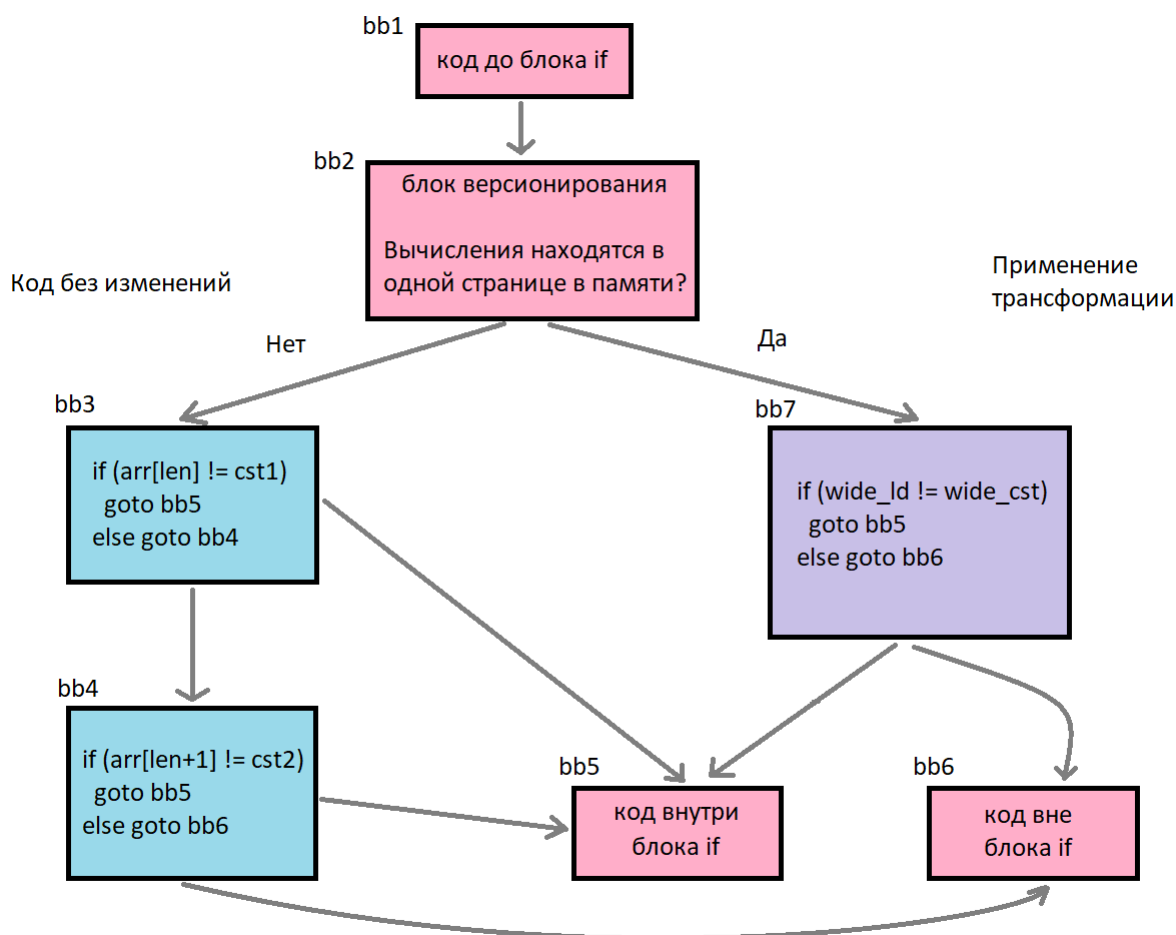 bb1
код до блока if
bb2
блок версионирования
Вычисления находятся в
одной странице в памяти?
Код без изменений
Применение
трансформации
Нет
Да
bb3
if (arr[len] != cst1)
goto bb5
else goto bb4
bb7
if (wide_ld != wide_cst)
goto bb5
else goto bb6
bb4
if (arr[len+1] != cst2)
goto bb5
else goto bb6
bb5
код внутри
блока if
bb6
код вне
блока if